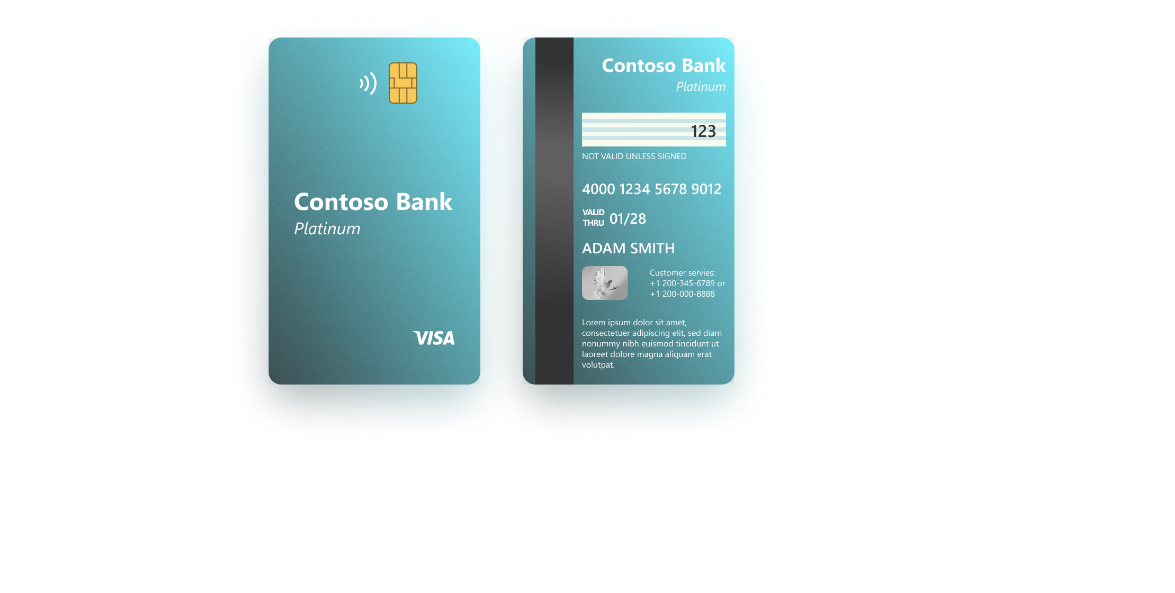 Contoso Bank
Platinum
VISA
Contoso Bank
Platinum
123
NOT VALID UNLESS SIGNED
4000 1234 5678 9012
VALID
THRU 01/28
ADAM SMITH
Customer servies:
+1 200-345-6789 or
+1 200-000-8888
Lorem ipsum dolor sit amet,
consectetuer adipiscing elit, sed diam
nonummy nibh euismod tincidunt ut
laoreet dolore magna aliquam erat
volutpat.